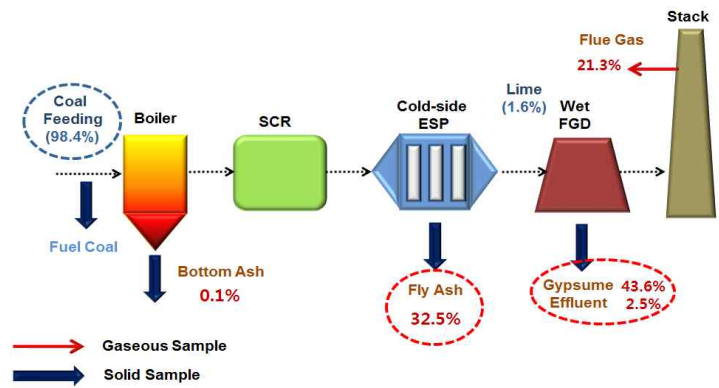 Stack
Flue Gas
21.3%
Coal
Feeding
(98.4%)
Boiler
SCR
Cold-side
ESP
Lime
(1.6%)
Wet
FGD
Fuel Coal
Bottom Ash
0.1%
Fly Ash
32.5%
Gypsume 43.6%
Effluent 2.5%
Gaseous Sample
Solid Sample